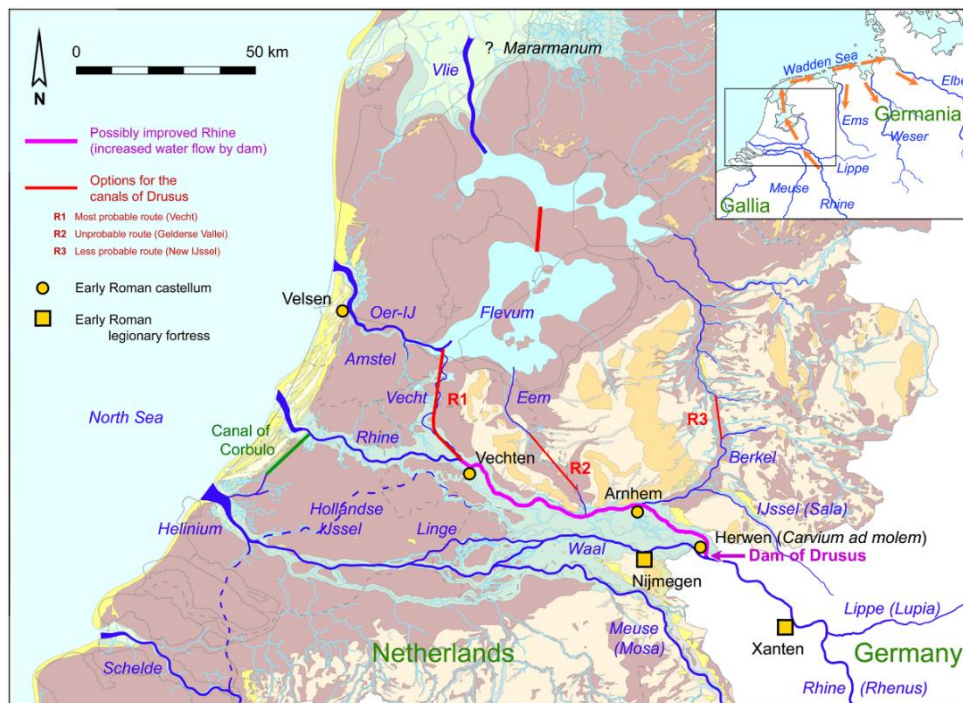 0
50 km
N
Possibly improved Rhine
(increased water flow by dam)
Options for the
canals of Drusus
R1 Most probable route (Vecht)
R2 Unprobable route (Gelderse Vallei)
R3 Less probable route (New IJssel)
Early Roman castellum
Early Roman
legionary fortress
? Mararmanum
Vlie
Wadden Sea
Elbe
Germania
Ems
Weser
Lippe
Meuse
Rhine
Gallia
Velsen
Oer-IJ
Flevum
Amstel
Vecht
R1
Eem
R3
North Sea
Canal of
Corbulo
Rhine
Vechten
R2
Berkel
Arnhem
Helinium
Hollandse
IJssel
Linge
Waal
IJssel (Sala)
Herwen (Carvium ad molem)
Dam of Drusus
Nijmegen
Lippe (Lupia)
Xanten
Meuse
(Mosa)
Netherlands
Germany
Schelde
Rhine (Rhenus)